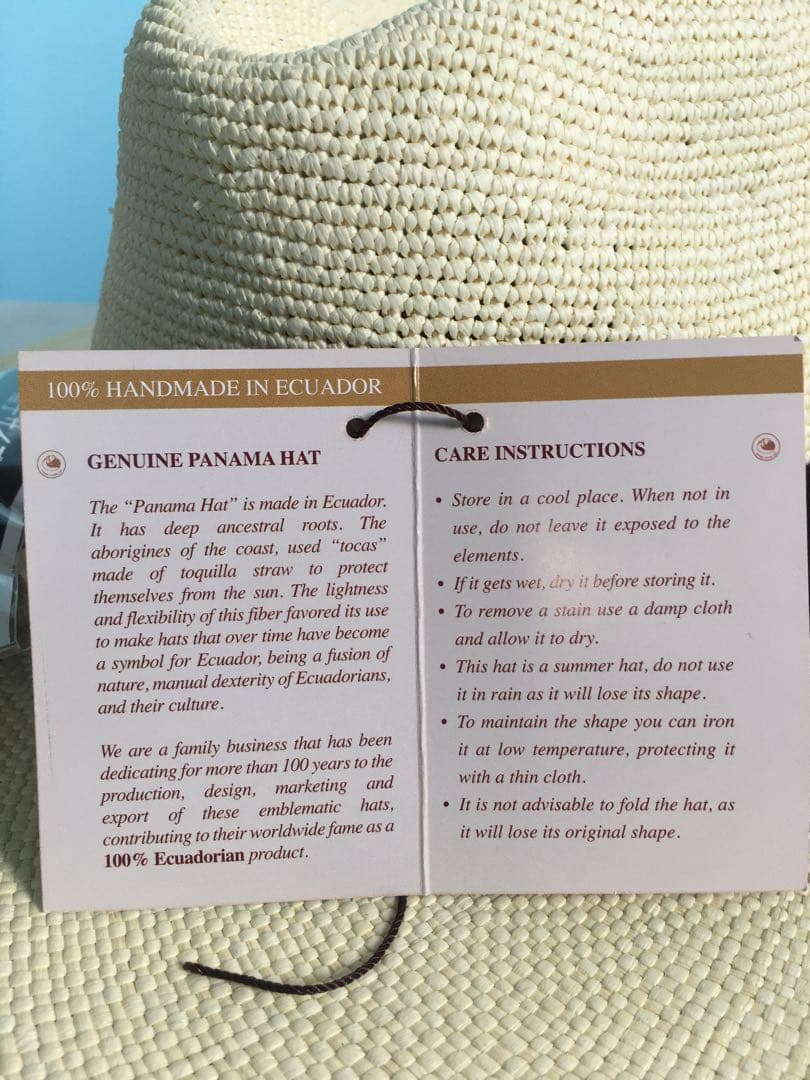 100% HANDMADE IN ECUADOR
GENUINE PANAMA HAT
The “Panama Hat” is made in Ecuador.
It has deep ancestral roots. The
aborigines of the coast, used “tocas”
made of toquilla straw to protect
themselves from the sun. The lightness
and flexibility of this fiber favored its use
to make hats that over time have become
a symbol for Ecuador, being a fusion of
nature, manual dexterity of Ecuadorians,
and their culture.
We are a family business that has been
dedicating for more than 100 years to the
production, design, marketing and
export of these emblematic hats,
contributing to their worldwide fame as a
100% Ecuadorian product.
CARE INSTRUCTIONS
• Store in a cool place. When not in
use, do not leave it exposed to the
elements.
• If it gets wet, dry it before storing it.
• To remove a stain use a damp cloth
and allow it to dry.
• This hat is a summer hat, do not use
it in rain as it will lose its shape.
• To maintain the shape you can iron
it at low temperature, protecting it
with a thin cloth.
• It is not advisable to fold the hat, as
it will lose its original shape.